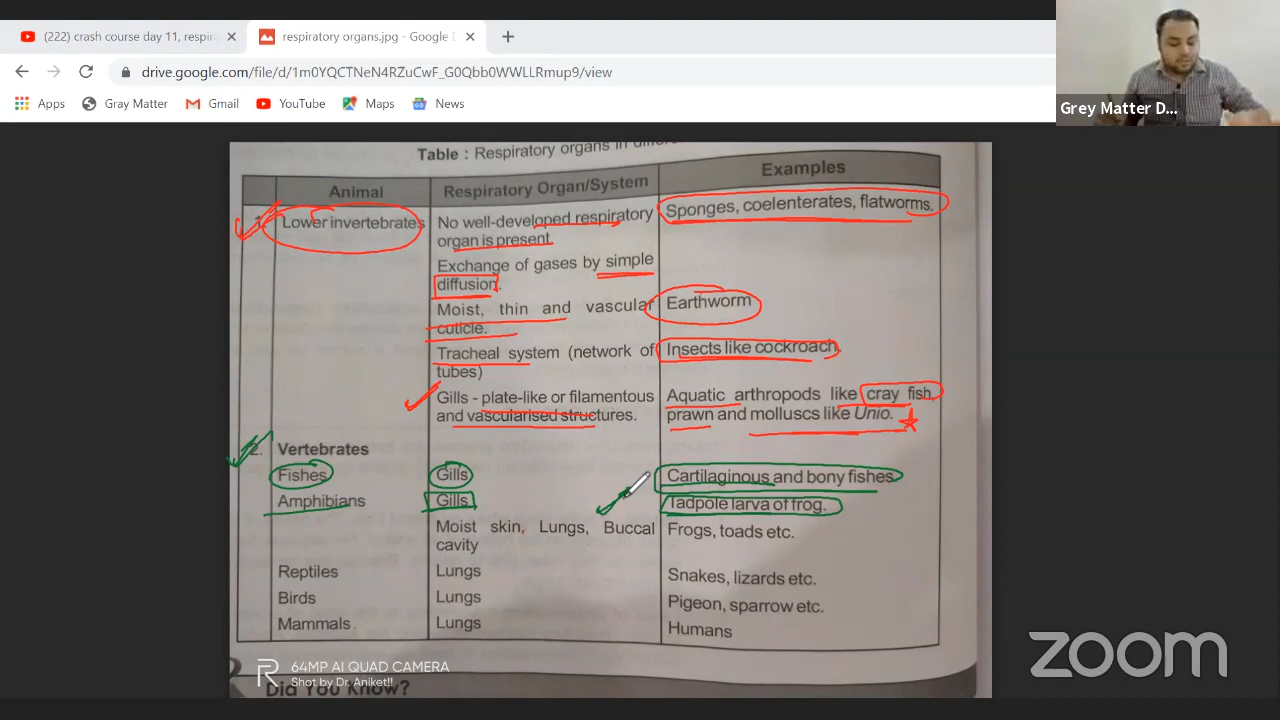 (222) crash course day 11, respir
respiratory organs.jpg - Google D
drive.google.com/file/d/1m0YQCTNeN4RZuCwF_G0Qbb0WWLLRmup9/view
Apps Gray Matter Gmail YouTube Maps News
Grey Matter D...
Table : Respiratory organs in differe
Animal Respiratory Organ/System Examples
1. Lower invertebrates No well-developed respiratory organ is present. Sponges, coelenterates, flatworms.
Exchange of gases by simple diffusion.
Moist, thin and vascular cuticle. Earthworm
Tracheal system (network of tubes) Insects like cockroach
Gills - plate-like or filamentous and vascularised structures. Aquatic arthropods like cray fish, prawn and molluscs like Unio.
2. Vertebrates
Fishes Gills Cartilaginous and bony fishes
Amphibians Gills Tadpole larva of frog.
Moist skin, Lungs, Buccal cavity Frogs, toads etc.
Reptiles Lungs Snakes, lizards etc.
Birds Lungs Pigeon, sparrow etc.
Mammals Lungs Humans
R 64MP AI QUAD CAMERA
Shot by Dr. Aniket!!
Did You Know?
zoom